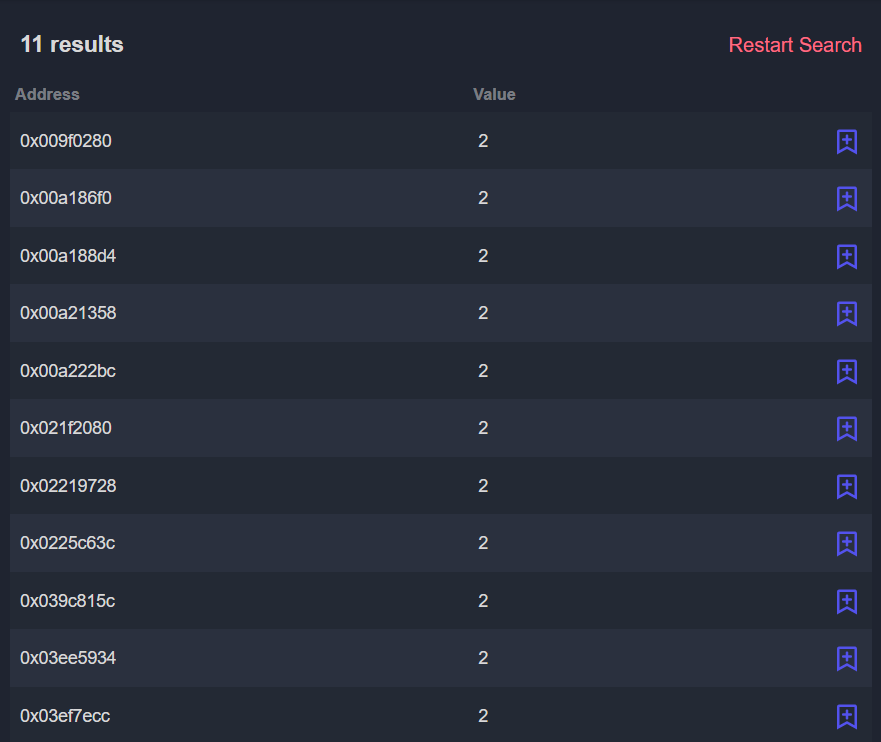 11 results Restart Search
Address Value
0x009f0280 2
0x00a186f0 2
0x00a188d4 2
0x00a21358 2
0x00a222bc 2
0x021f2080 2
0x02219728 2
0x0225c63c 2
0x039c815c 2
0x03ee5934 2
0x03ef7ecc 2